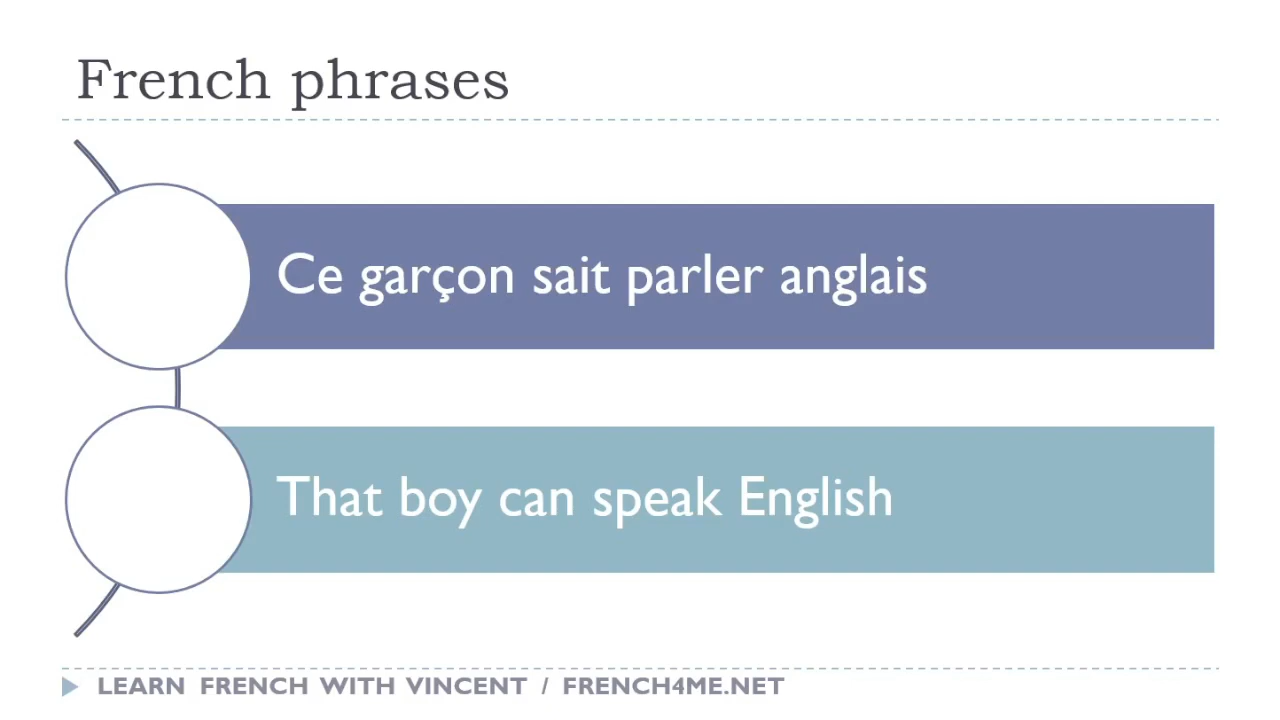 French phrases
Ce garçon sait parler anglais
That boy can speak English
LEARN FRENCH WITH VINCENT / FRENCH4ME.NET